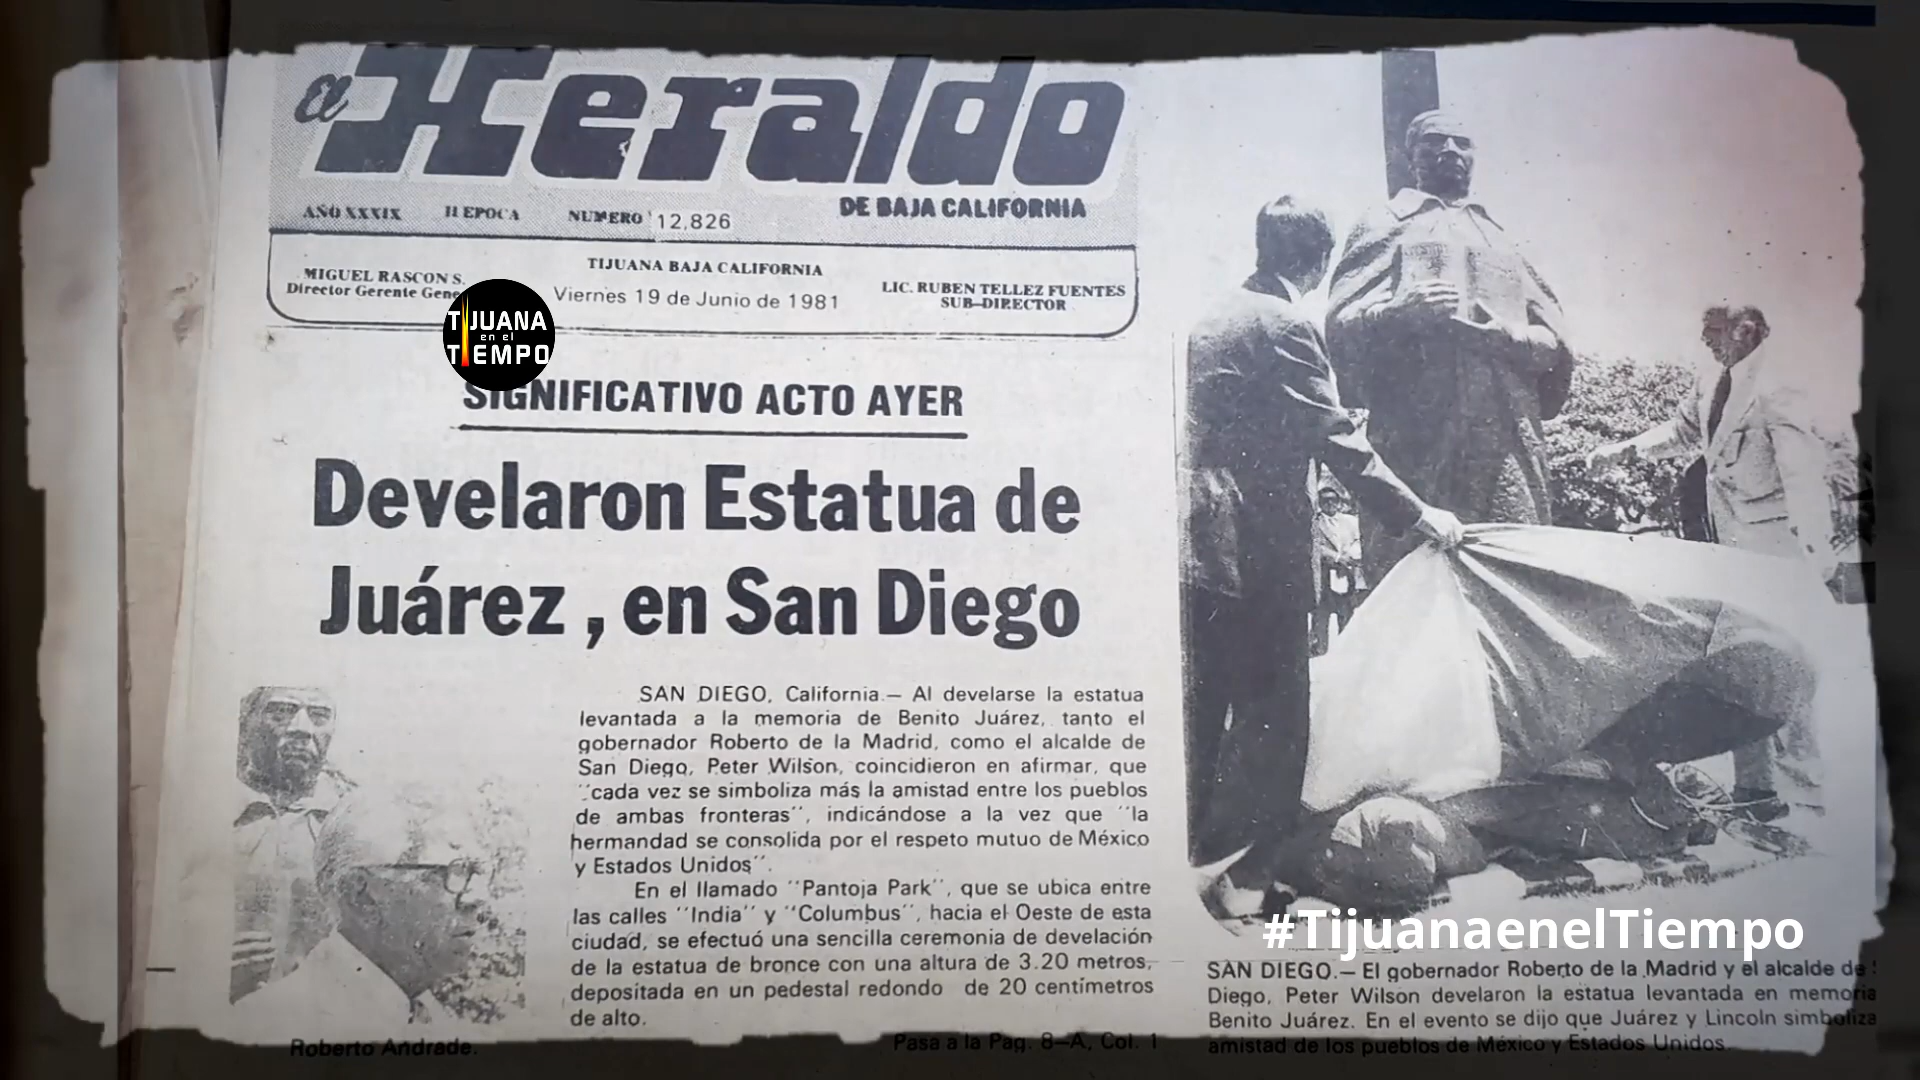 el Heraldo
DE BAJA CALIFORNIA
AÑO XXXIX II EPOCA NUMERO 12,826
MIGUEL RASCON S.
Director Gerente Gene
TIJUANA BAJA CALIFORNIA
Viernes 19 de Junio de 1981
LIC. RUBEN TELLEZ FUENTES
SUB-DIRECTOR
TIJUANA
en el
TIEMPO
SIGNIFICATIVO ACTO AYER
Develaron Estatua de
Juárez , en San Diego
SAN DIEGO, California.— Al develarse la estatua
levantada a la memoria de Benito Juárez, tanto el
gobernador Roberto de la Madrid, como el alcalde de
San Diego, Peter Wilson, coincidieron en afirmar, que
"cada vez se simboliza más la amistad entre los pueblos
de ambas fronteras", indicándose a la vez que "la
hermandad se consolida por el respeto mutuo de México
y Estados Unidos".
En el llamado "Pantoja Park", que se ubica entre
las calles "India" y "Columbus", hacia el Oeste de esta
ciudad, se efectuó una sencilla ceremonia de develación
de la estatua de bronce con una altura de 3.20 metros,
depositada en un pedestal redondo de 20 centímetros
de alto.
Roberto Andrade.
Pasa a la Pag. 8—A, Col. 1
#TijuanaenelTiempo
SAN DIEGO.— El gobernador Roberto de la Madrid y el alcalde de
Diego, Peter Wilson develaron la estatua levantada en memoria
Benito Juárez. En el evento se dijo que Juárez y Lincoln simboliza
amistad de los pueblos de México y Estados Unidos.